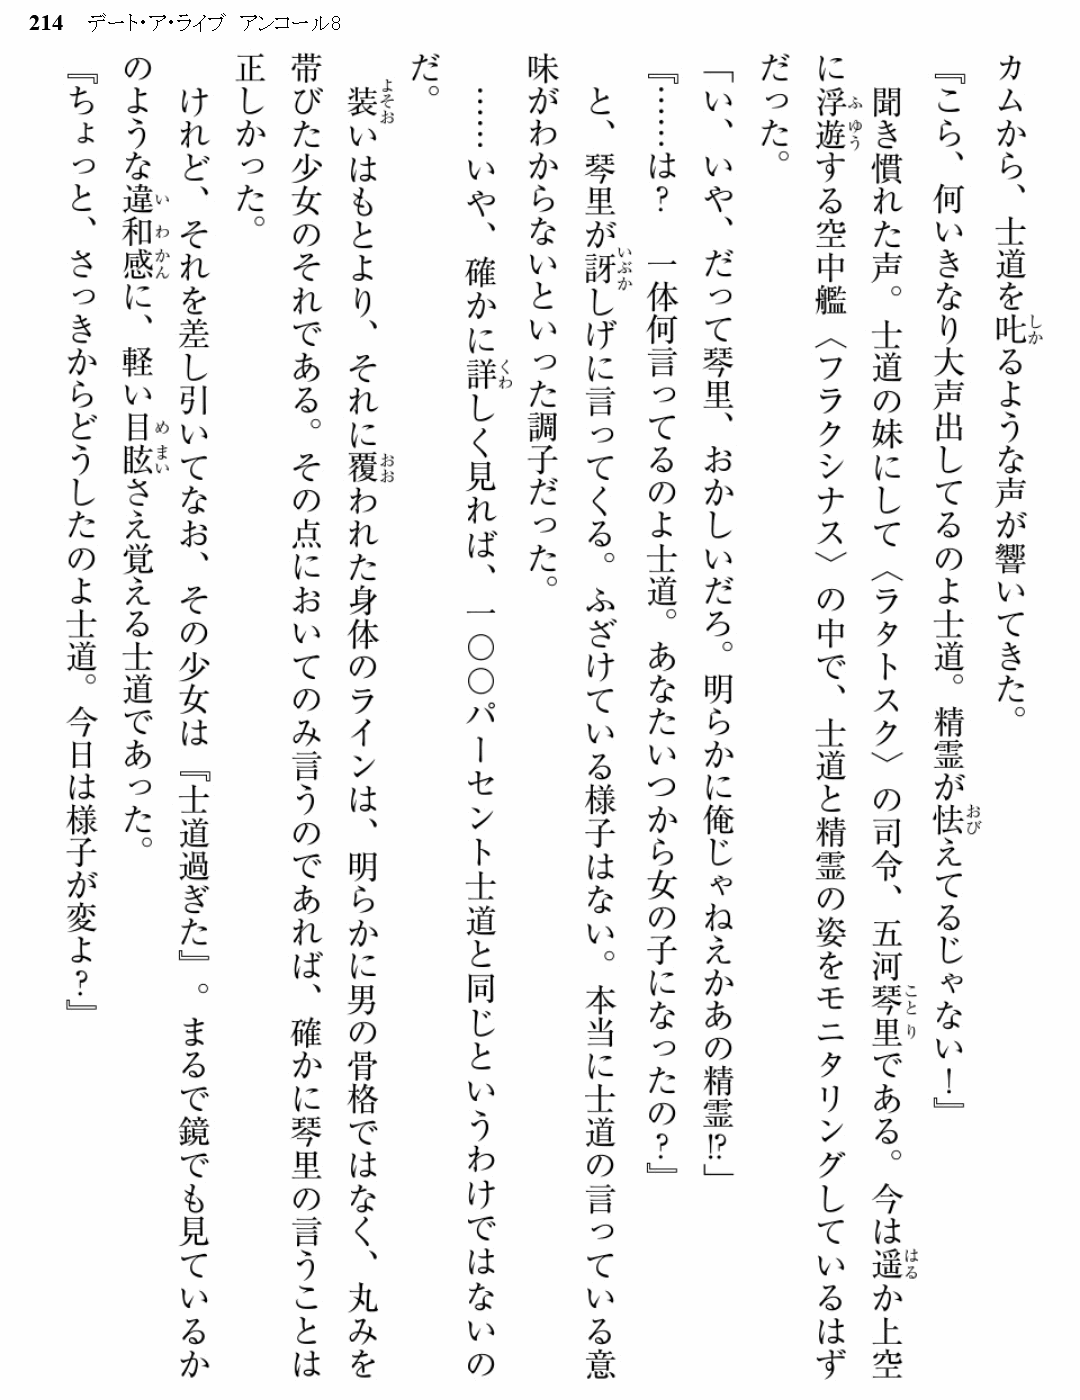 214 デート・ア・ライブ アンコール8
カムから、士道を叱るような声が響いてきた。
『こら、何いきなり大声出してるのよ士道。精霊が怯えてるじゃない！』
聞き慣れた声。士道の妹にして〈ラタトスク〉の司令、五河琴里である。今は遥か上空
に浮遊する空中艦〈フラクシナス〉の中で、士道と精霊の姿をモニタリングしているはず
だった。
「い、いや、だって琴里、おかしいだろ。明らかに俺じゃねえかあの精霊⁉」
『……は？　一体何言ってるのよ士道。あなたいつから女の子になったの？』
と、琴里が訝しげに言ってくる。ふざけている様子はない。本当に士道の言っている意
味がわからないといった調子だった。
……いや、確かに詳しく見れば、一〇〇パーセント士道と同じというわけではないの
だ。
装いはもとより、それに覆われた身体のラインは、明らかに男の骨格ではなく、丸みを
帯びた少女のそれである。その点においてのみ言うのであれば、確かに琴里の言うことは
正しかった。
けれど、それを差し引いてなお、その少女は『士道過ぎた』。まるで鏡でも見ているか
のような違和感に、軽い目眩さえ覚える士道であった。
『ちょっと、さっきからどうしたのよ士道。今日は様子が変よ？』